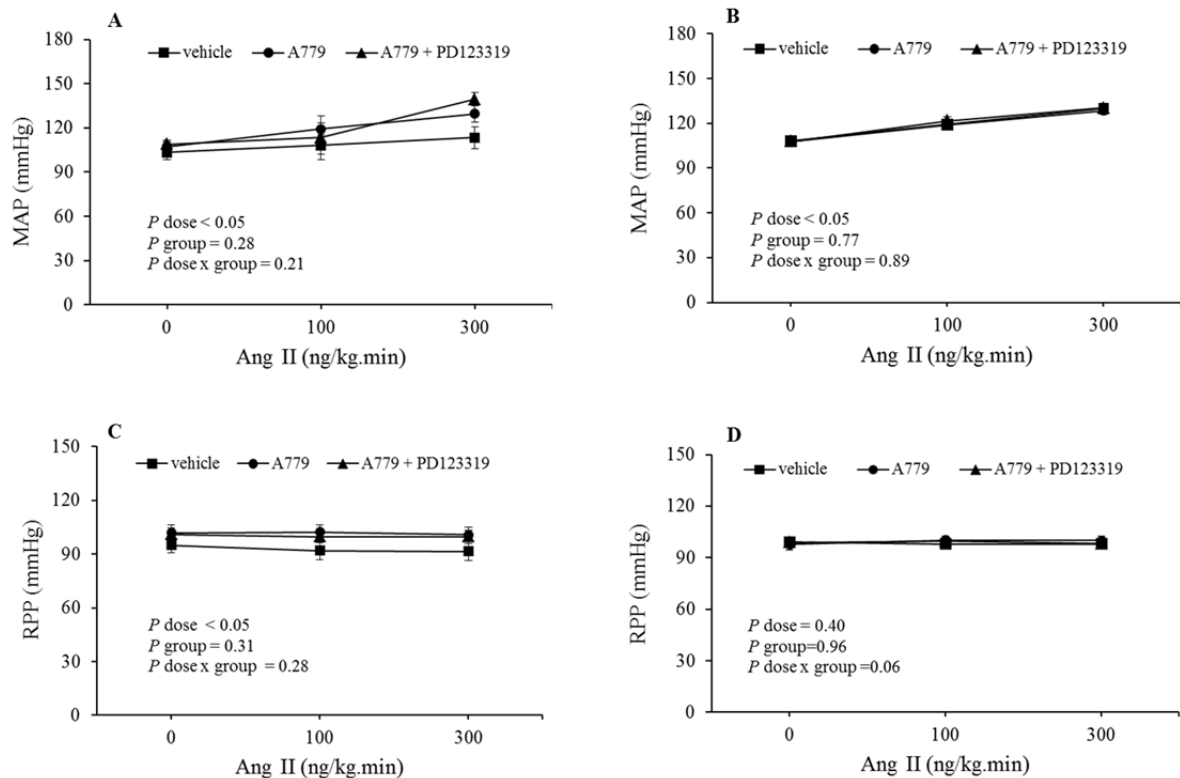 A
vehicle A779 A779 + PD123319
180
150
120
90
60
30
0
MAP (mmHg)
P dose < 0.05
P group = 0.28
P dose x group = 0.21
0 100 300
Ang II (ng/kg.min)
B
vehicle A779 A779 + PD123319
180
150
120
90
60
30
0
MAP (mmHg)
P dose < 0.05
P group = 0.77
P dose x group = 0.89
0 100 300
Ang II (ng/kg.min)
C
vehicle A779 A779 + PD123319
150
120
90
60
30
0
RPP (mmHg)
P dose < 0.05
P group = 0.31
P dose x group = 0.28
0 100 300
Ang II (ng/kg.min)
D
vehicle A779 A779 + PD123319
150
120
90
60
30
0
RPP (mmHg)
P dose = 0.40
P group=0.96
P dose x group =0.06
0 100 300
Ang II (ng/kg.min)